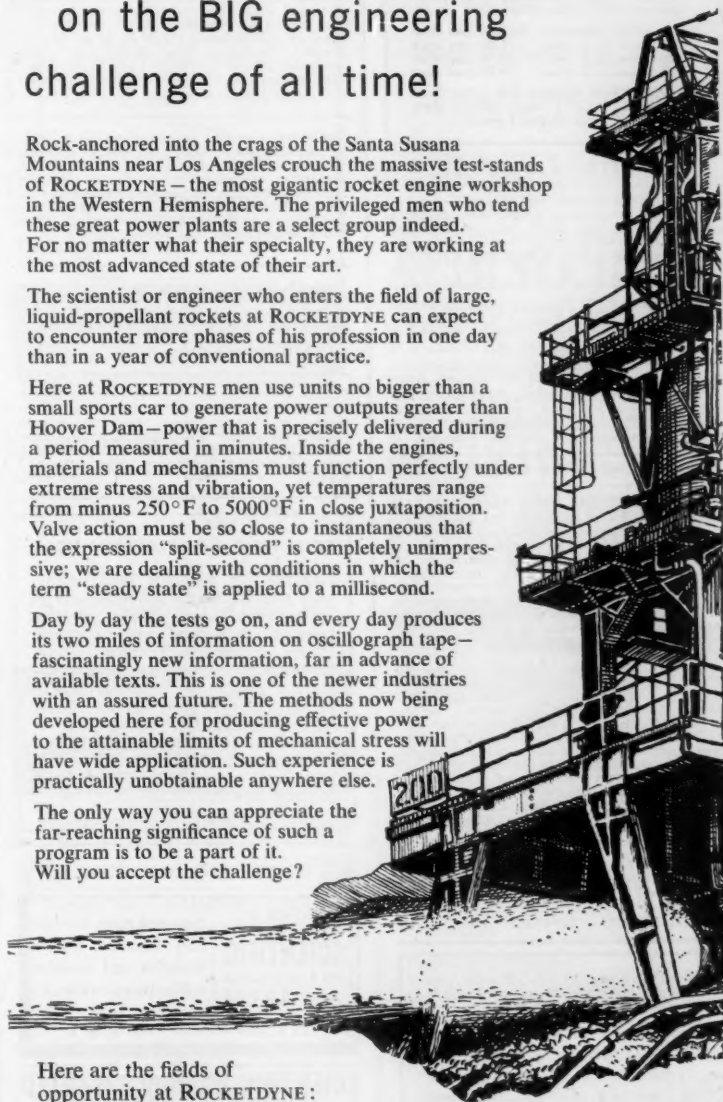 on the BIG engineering
challenge of all time!
Rock-anchored into the crags of the Santa Susana
Mountains near Los Angeles crouch the massive test-stands
of ROCKETDYNE — the most gigantic rocket engine workshop
in the Western Hemisphere. The privileged men who tend
these great power plants are a select group indeed.
For no matter what their specialty, they are working at
the most advanced state of their art.
The scientist or engineer who enters the field of large,
liquid-propellant rockets at ROCKETDYNE can expect
to encounter more phases of his profession in one day
than in a year of conventional practice.
Here at ROCKETDYNE men use units no bigger than a
small sports car to generate power outputs greater than
Hoover Dam—power that is precisely delivered during
a period measured in minutes. Inside the engines,
materials and mechanisms must function perfectly under
extreme stress and vibration, yet temperatures range
from minus 250°F to 5000°F in close juxtaposition.
Valve action must be so close to instantaneous that
the expression “split-second” is completely unimpres-
sive; we are dealing with conditions in which the
term “steady state” is applied to a millisecond.
Day by day the tests go on, and every day produces
its two miles of information on oscillograph tape—
fascinatingly new information, far in advance of
available texts. This is one of the newer industries
with an assured future. The methods now being
developed here for producing effective power
to the attainable limits of mechanical stress will
have wide application. Such experience is
practically unobtainable anywhere else.
200
The only way you can appreciate the
far-reaching significance of such a
program is to be a part of it.
Will you accept the challenge?
Here are the fields of
opportunity at ROCKETDYNE: